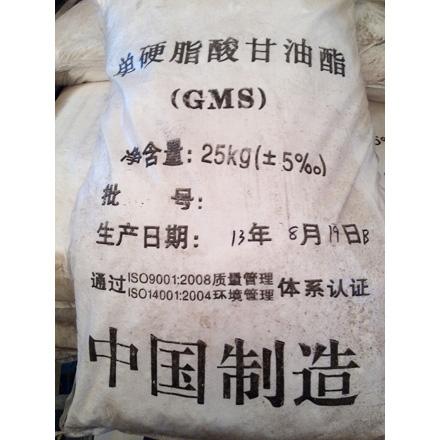 单硬脂酸甘油酯
(GMS)
净含量: 25kg(±5‰)
批 号:
生产日期: 13年 8月19日B
通过ISO9001:2008质量管理
ISO14001:2004环境管理 体系认证
中国制造